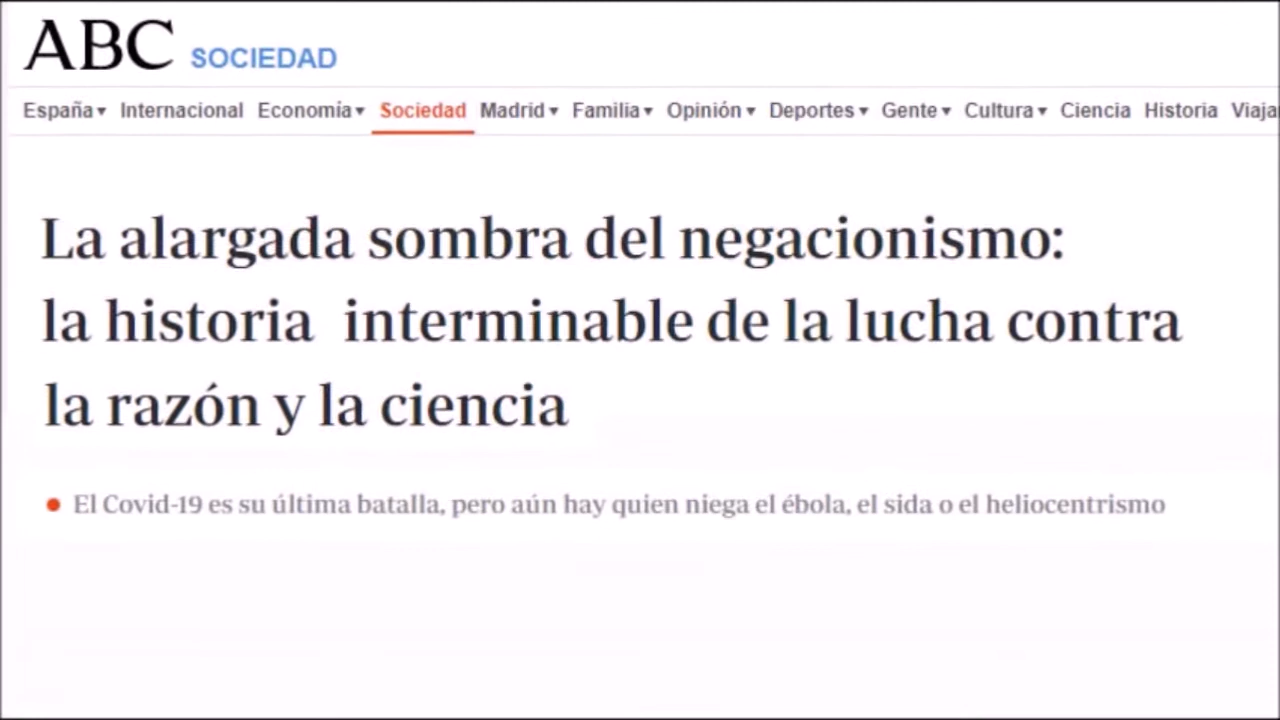 ABC SOCIEDAD
España▾ Internacional Economía▾ Sociedad Madrid▾ Familia▾ Opinión▾ Deportes▾ Gente▾ Cultura▾ Ciencia Historia Viaja
La alargada sombra del negacionismo:
la historia interminable de la lucha contra
la razón y la ciencia
• El Covid-19 es su última batalla, pero aún hay quien niega el ébola, el sida o el heliocentrismo